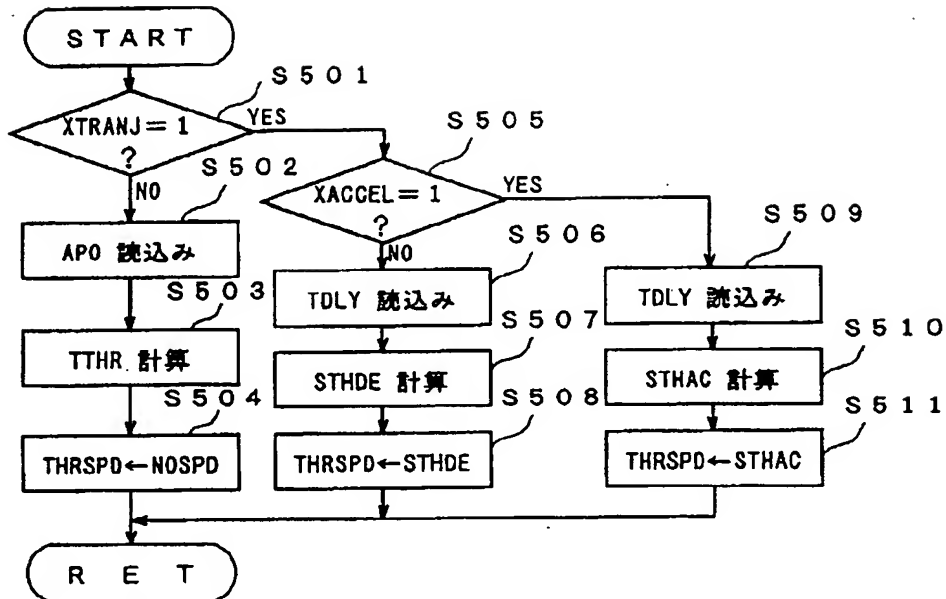 START
S501
XTRANJ=1
?
YES
NO
S502
APO 読込み
S503
TTHR 計算
S504
THRSPD←NOSPD
S505
XACCEL=1
?
YES
NO
S506
TDLY 読込み
S507
STHDE 計算
S508
THRSPD←STHDE
S509
TDLY 読込み
S510
STHAC 計算
S511
THRSPD←STHAC
RET